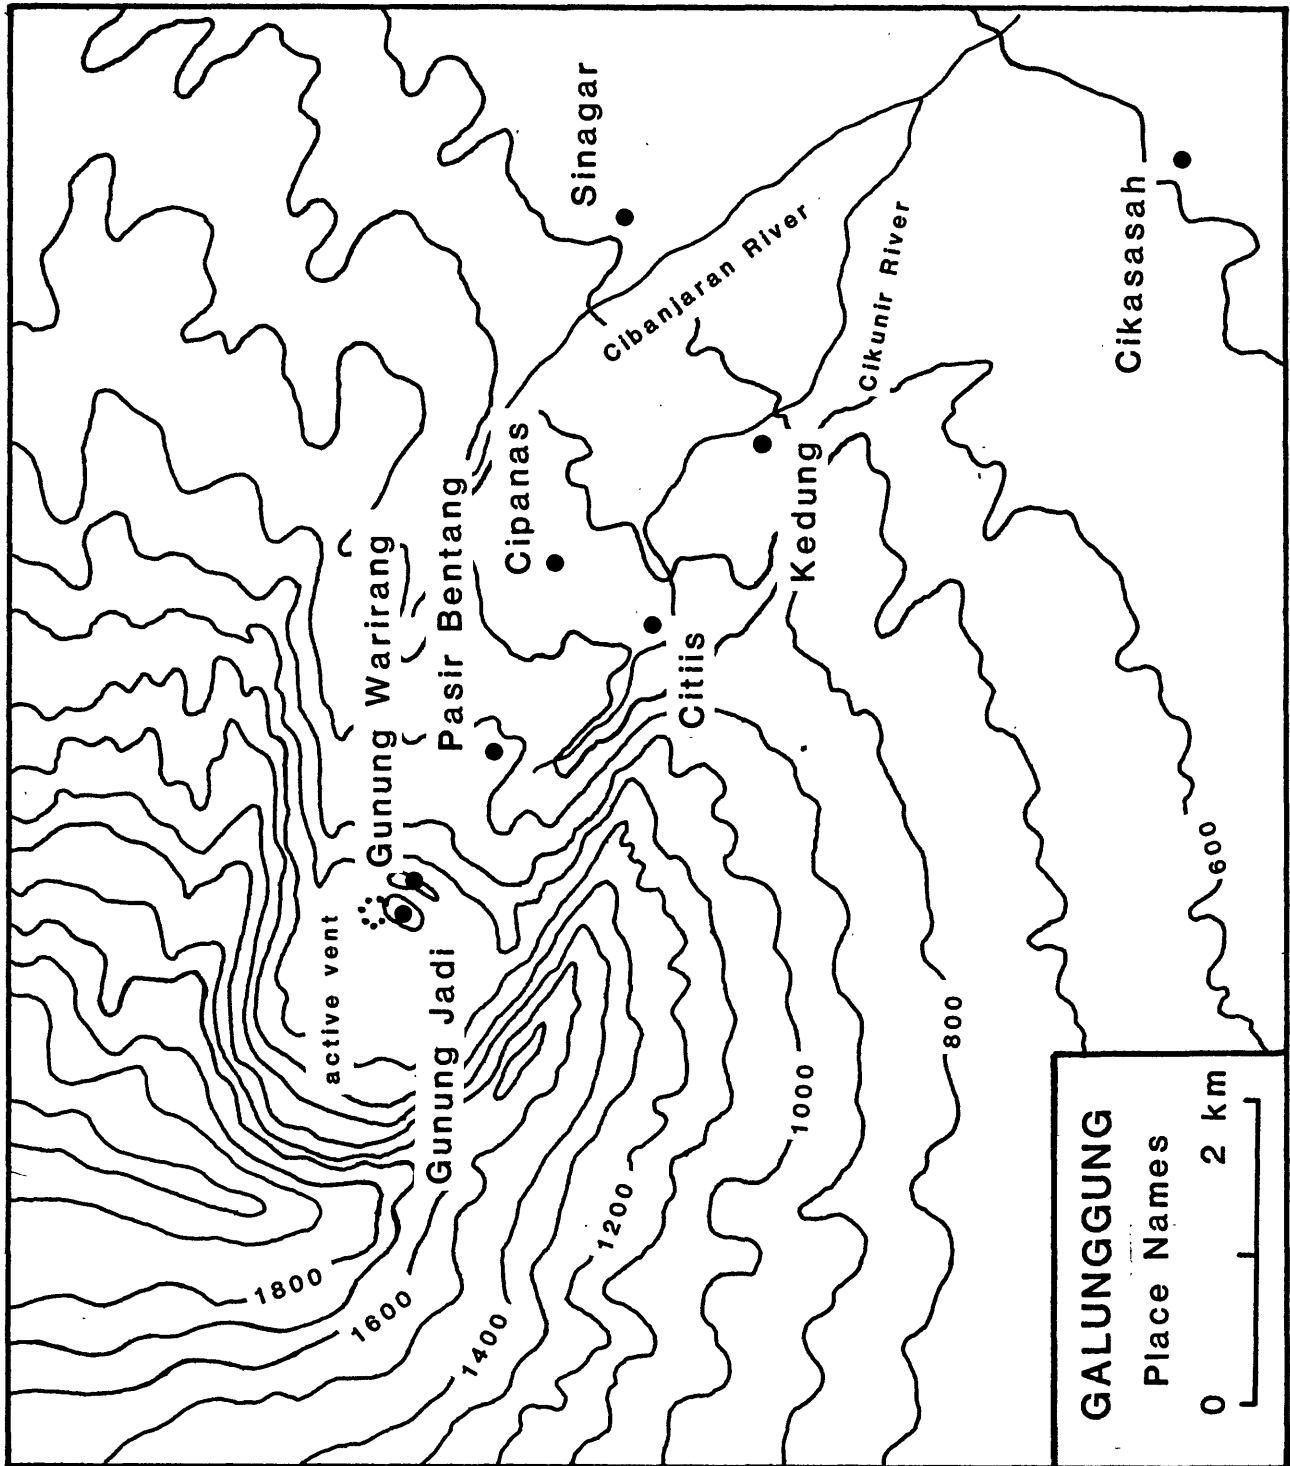 Sinagar
Cibanjaran River
Cikunir River
Cikasasah
Cipanas
Pasir Bentang
Gunung Warirang
Kedung
Citiis
active vent
Gunung Jadi
600
800
1000
1200
1400
1600
1800
GALUNGGUNG
Place Names
0 2 km